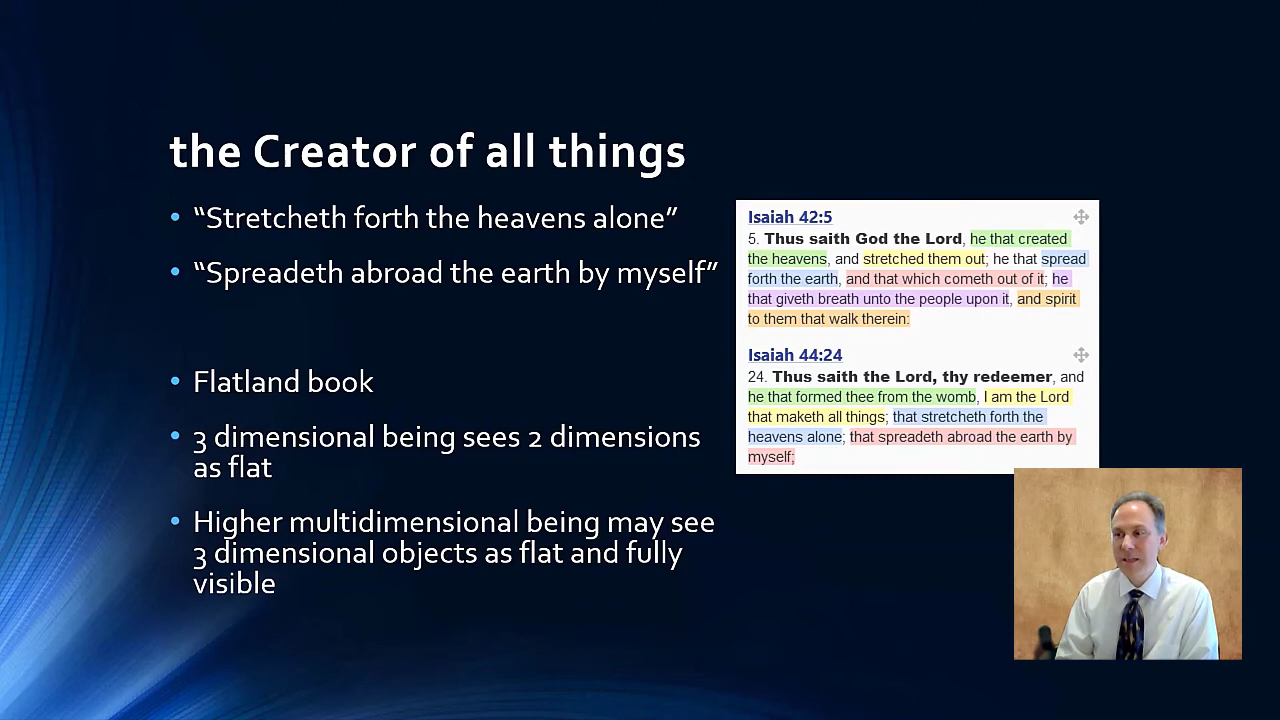 the Creator of all things
• “Stretcheth forth the heavens alone”
• “Spreadeth abroad the earth by myself”
• Flatland book
• 3 dimensional being sees 2 dimensions
as flat
• Higher multidimensional being may see
3 dimensional objects as flat and fully
visible
Isaiah 42:5
5. Thus saith God the Lord, he that created
the heavens, and stretched them out; he that spread
forth the earth, and that which cometh out of it; he
that giveth breath unto the people upon it, and spirit
to them that walk therein:
Isaiah 44:24
24. Thus saith the Lord, thy redeemer, and
he that formed thee from the womb, I am the Lord
that maketh all things; that stretcheth forth the
heavens alone; that spreadeth abroad the earth by
myself;